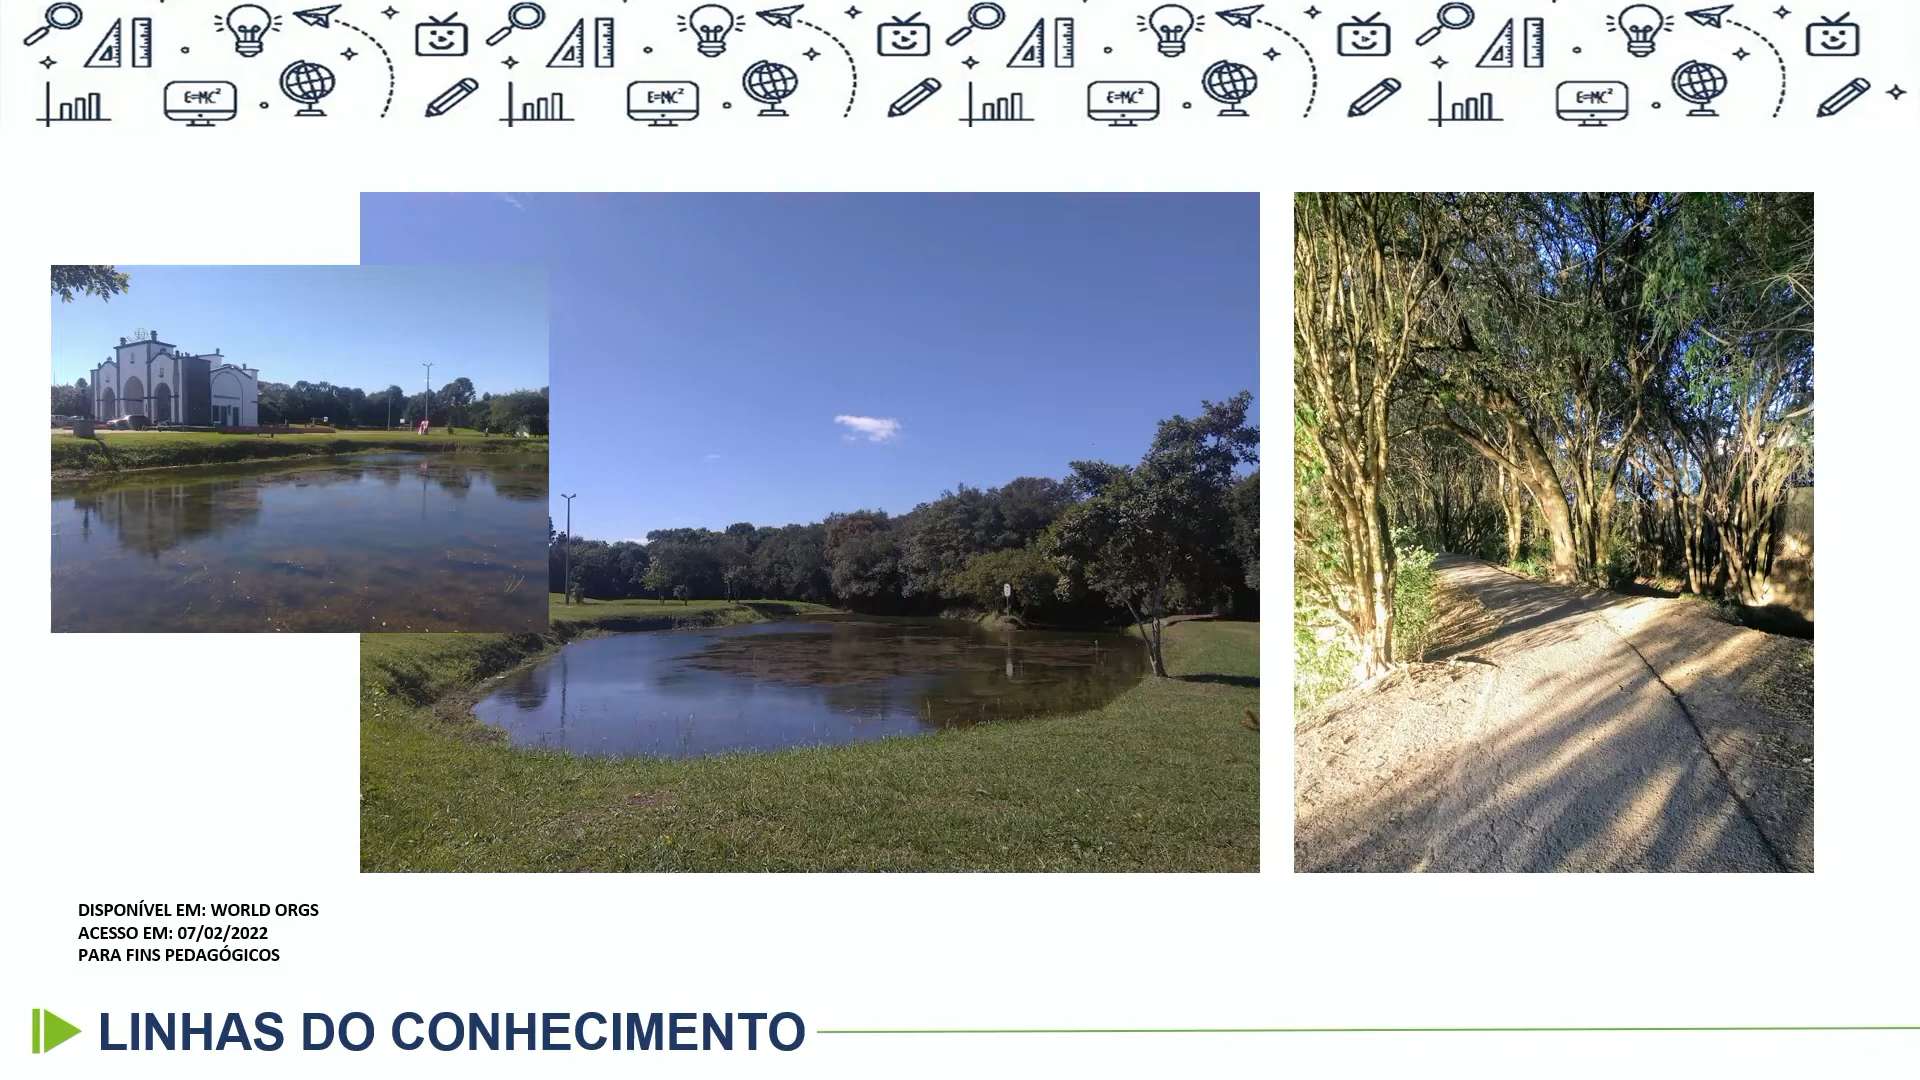 E=MC²
E=MC²
E=MC²
E=MC²
DISPONÍVEL EM: WORLD ORGS
ACESSO EM: 07/02/2022
PARA FINS PEDAGÓGICOS
LINHAS DO CONHECIMENTO